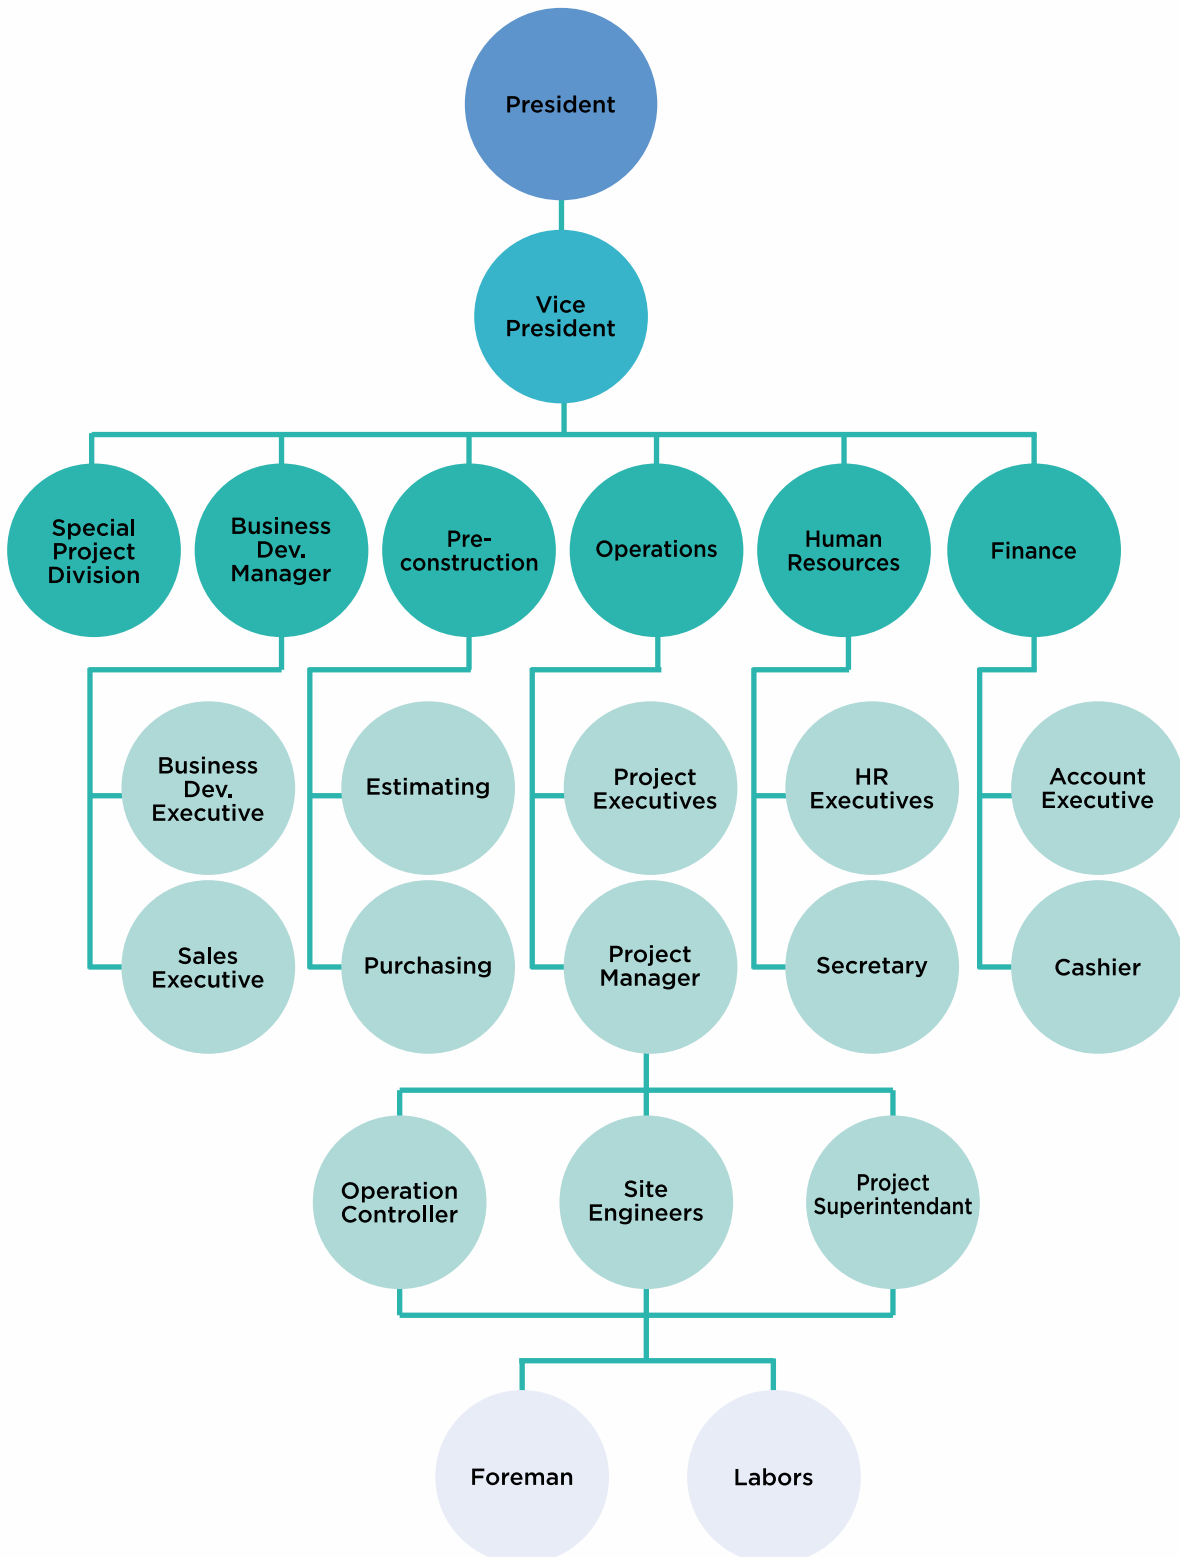 President
Vice
President
Special
Project
Division
Business
Dev.
Manager
Pre-
construction
Operations
Human
Resources
Finance
Business
Dev.
Executive
Estimating
Project
Executives
HR
Executives
Account
Executive
Sales
Executive
Purchasing
Project
Manager
Secretary
Cashier
Operation
Controller
Site
Engineers
Project
Superintendant
Foreman
Labors